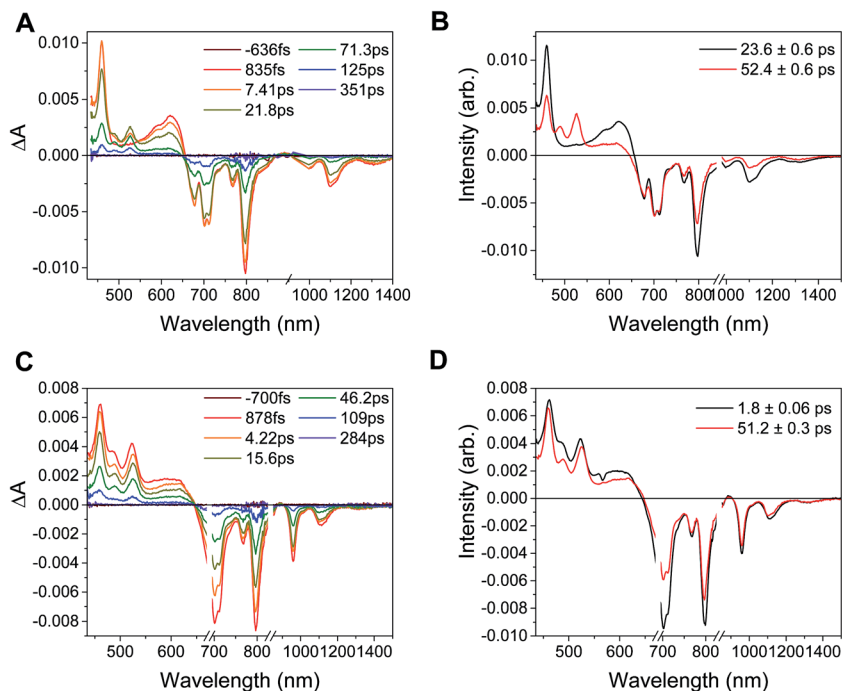 A
0.010
0.005
0.000
-0.005
-0.010
ΔA
-636fs
835fs
7.41ps
21.8ps
71.3ps
125ps
351ps
500 600 700 800 1000 1200 1400
Wavelength (nm)
B
0.010
0.005
0.000
-0.005
-0.010
Intensity (arb.)
23.6 ± 0.6 ps
52.4 ± 0.6 ps
500 600 700 800 1000 1200 1400
Wavelength (nm)
C
0.008
0.006
0.004
0.002
0.000
-0.002
-0.004
-0.006
-0.008
ΔA
-700fs
878fs
4.22ps
15.6ps
46.2ps
109ps
284ps
500 600 700 800 1000 1200 1400
Wavelength (nm)
D
0.008
0.006
0.004
0.002
0.000
-0.002
-0.004
-0.006
-0.008
-0.010
Intensity (arb.)
1.8 ± 0.06 ps
51.2 ± 0.3 ps
500 600 700 800 1000 1200 1400
Wavelength (nm)